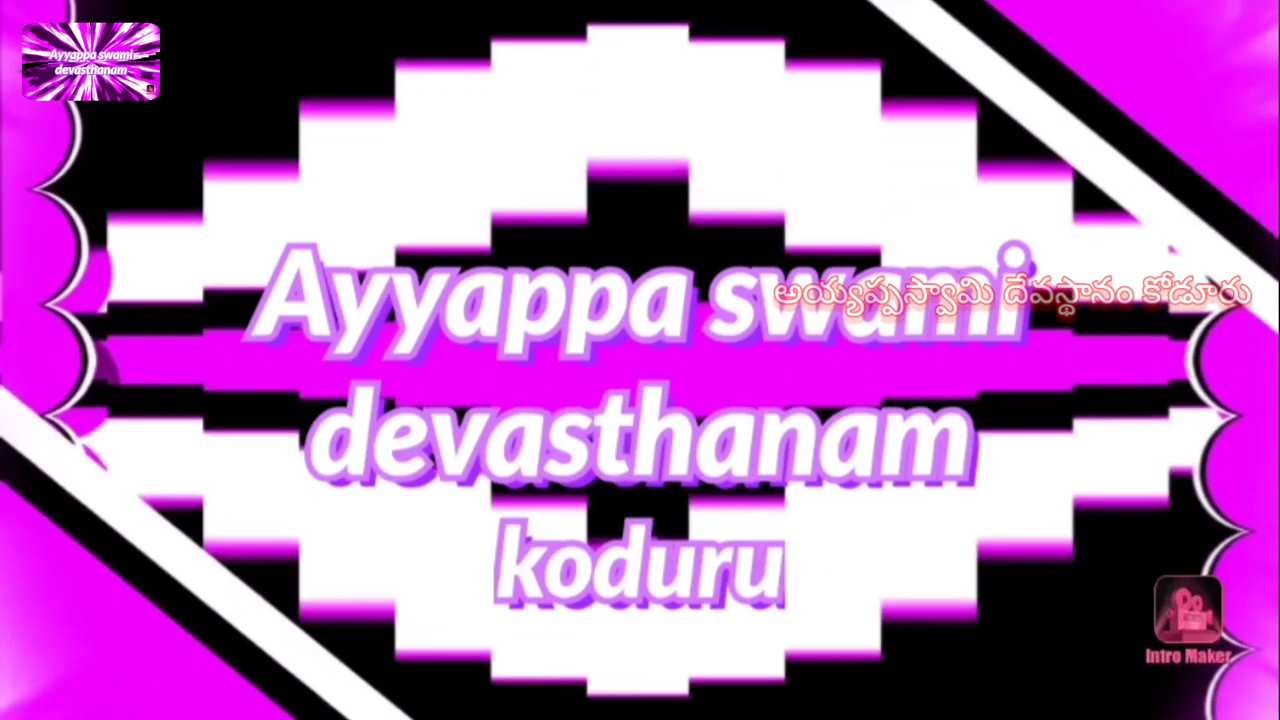 Ayyappa swami
devasthanam
Ayyappa swami
అయ్యప్పస్వామి దేవస్థానం కోడూరు
devasthanam
koduru
Intro Maker